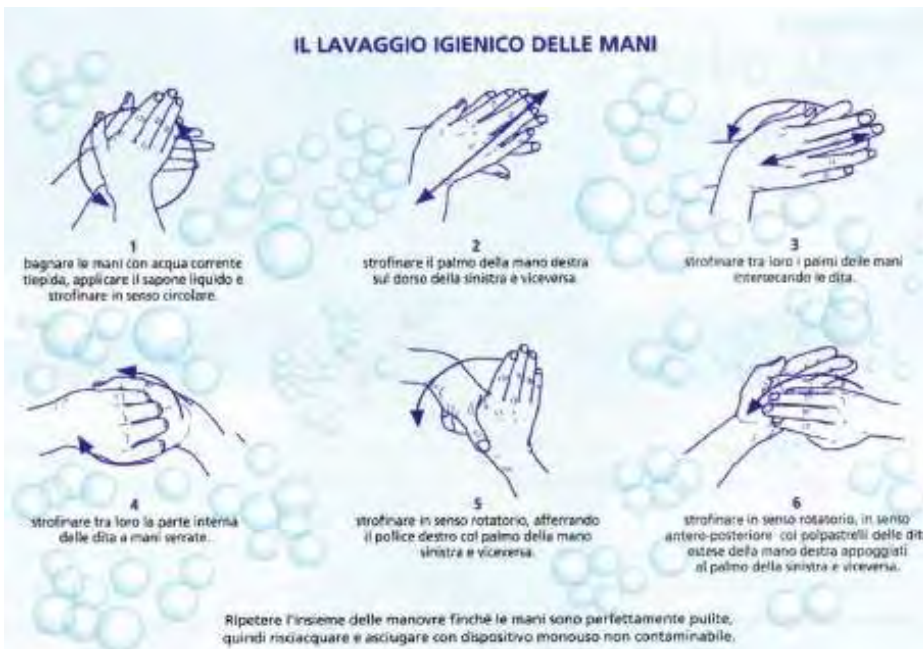 IL LAVAGGIO IGIENICO DELLE MANI
1
bagnare le mani con acqua corrente
tiepida, applicare il sapone liquido e
strofinare in senso circolare.
2
strofinare il palmo della mano destra
sul dorso della sinistra e viceversa.
3
strofinare tra loro i palmi delle mani
intersecando le dita.
4
strofinare tra loro la parte interna
delle dita a mani serrate.
5
strofinare in senso rotatorio, afferrando
il pollice destro col palmo della mano
sinistra e viceversa.
6
strofinare in senso rotatorio, in senso
antero-posteriore coi polpastrelli delle dita
estese della mano destra appoggiati
al palmo della sinistra e viceversa.
Ripetere l'insieme delle manovre finché le mani sono perfettamente pulite,
quindi risciacquare e asciugare con dispositivo monouso non contaminabile.